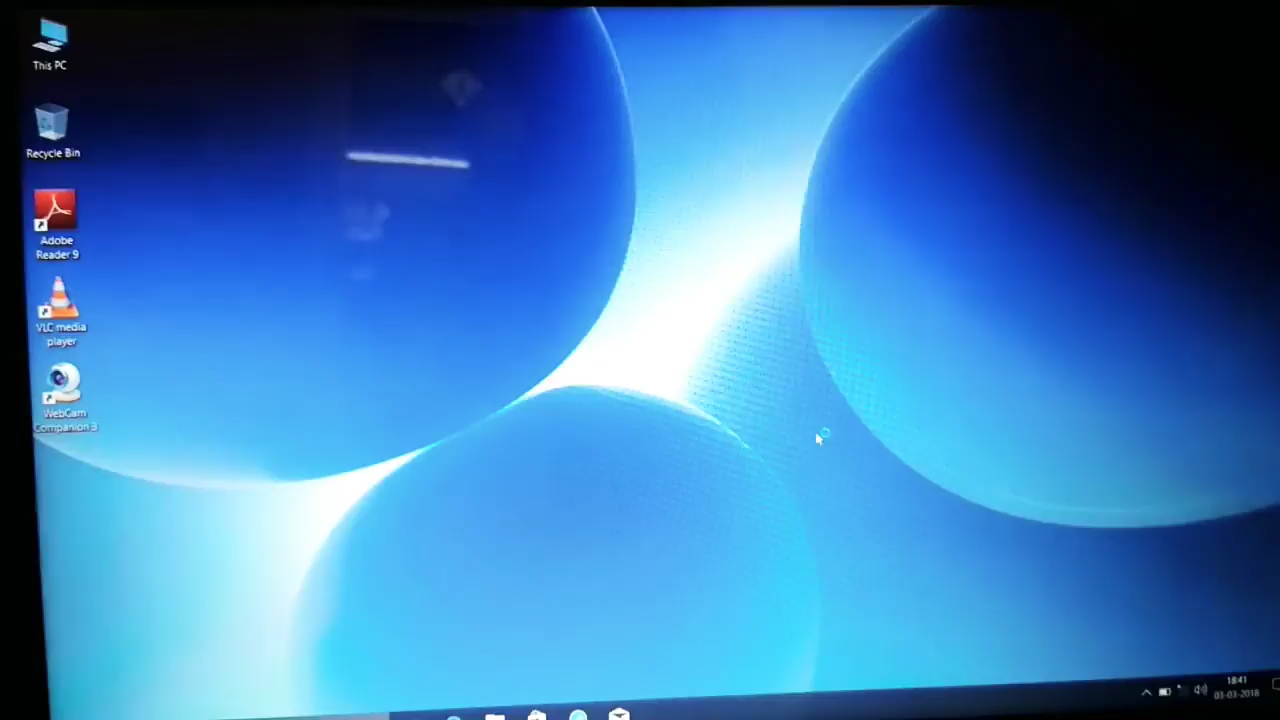 This PC
Recycle Bin
Adobe
Reader 9
VLC media
player
WebCam
Companion 3
18:41
03-03-2018